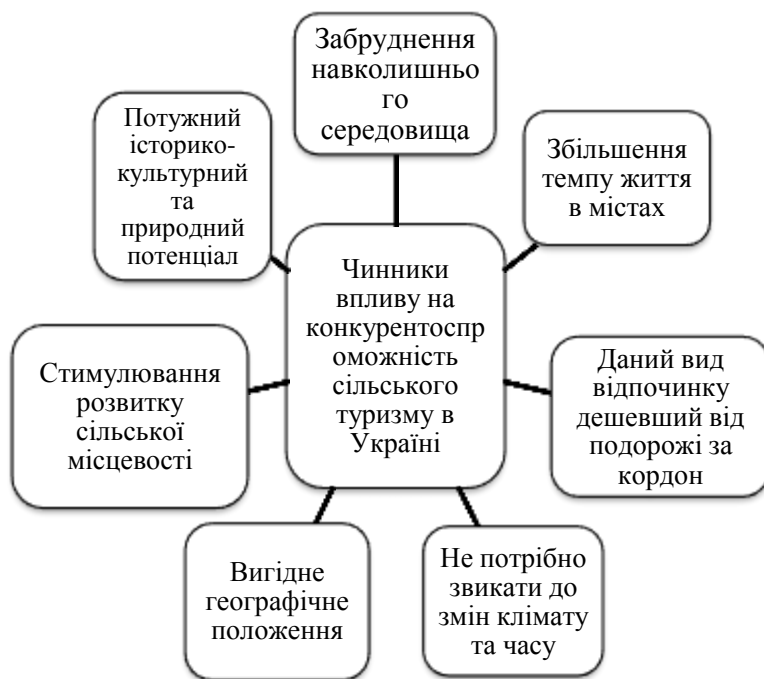 Забруднення
навколишньо
го
середовища
Потужний
історико-
культурний
та
природний
потенціал
Збільшення
темпу життя
в містах
Чинники
впливу на
конкурентоспр
оможність
сільського
туризму в
Україні
Стимулювання
розвитку
сільської
місцевості
Даний вид
відпочинку
дешевший від
подорожі за
кордон
Вигідне
географічне
положення
Не потрібно
звикати до
змін клімату
та часу